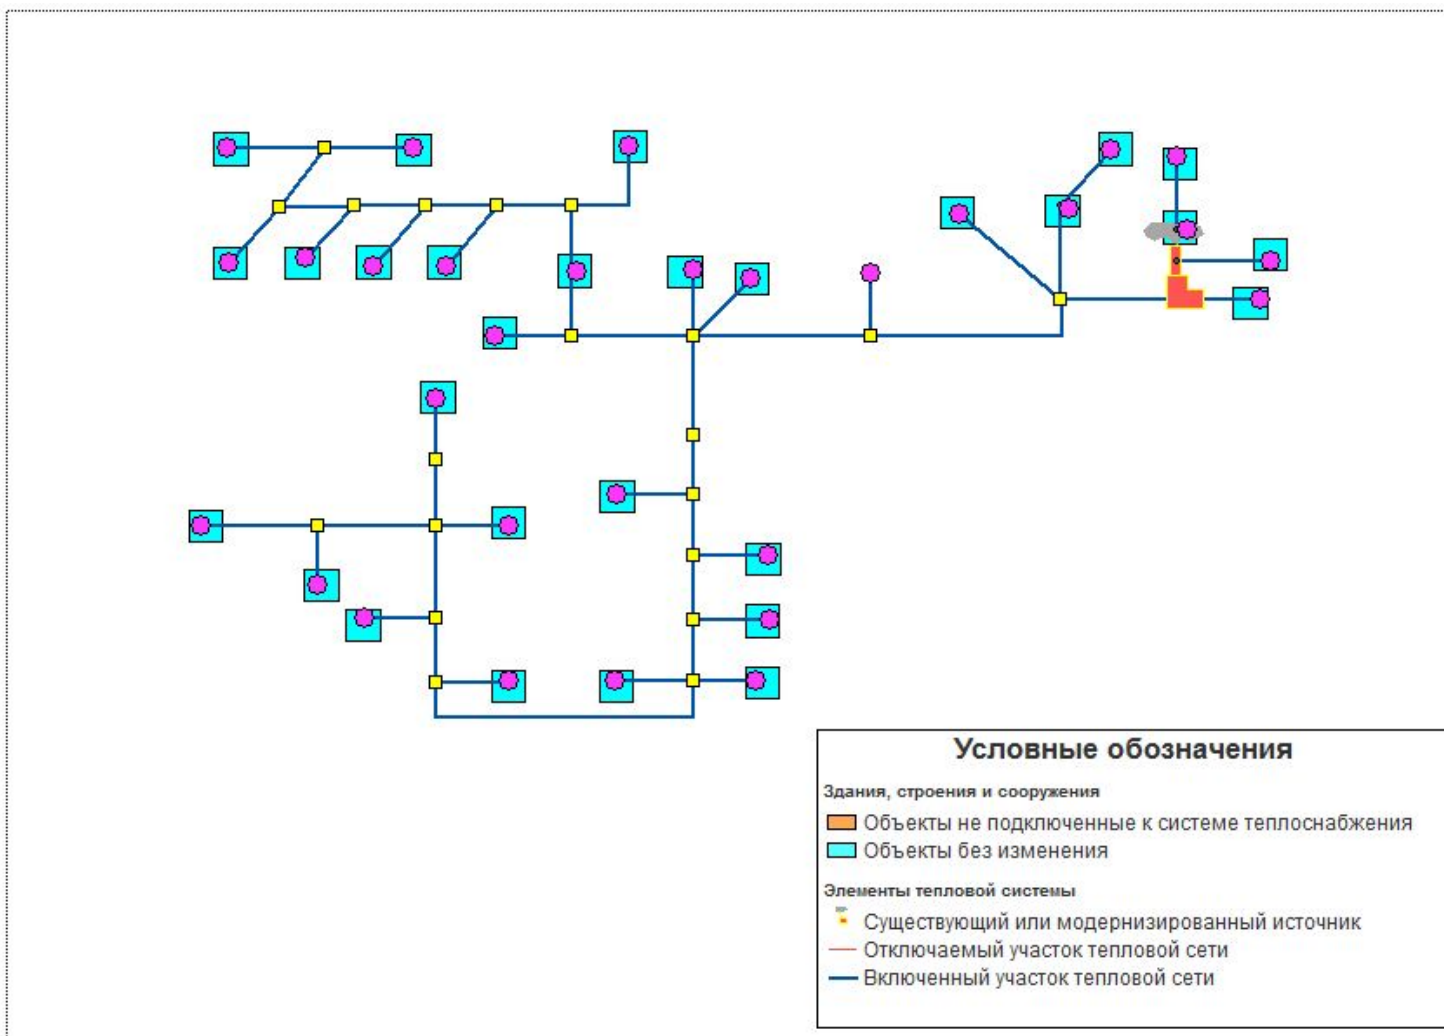 Условные обозначения
Здания, строения и сооружения
Объекты не подключенные к системе теплоснабжения
Объекты без изменения
Элементы тепловой системы
Существующий или модернизированный источник
Отключаемый участок тепловой сети
Включенный участок тепловой сети